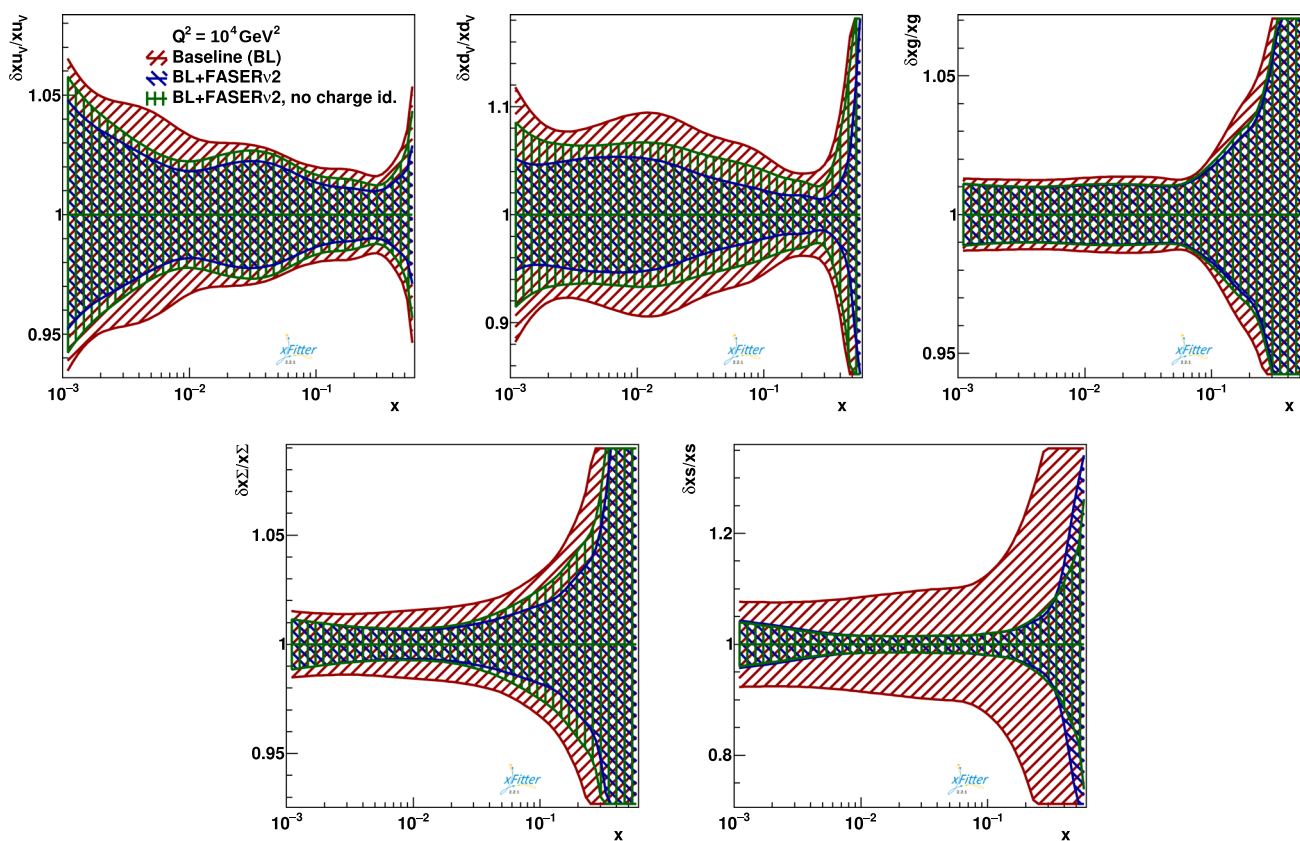 δxu_V/xu_V
Q² = 10⁴ GeV²
Baseline (BL)
BL+FASERν2
BL+FASERν2, no charge id.
1.05
1
0.95
10⁻³ 10⁻² 10⁻¹
x
xFitter
δxd_V/xd_V
1.1
1
0.9
10⁻³ 10⁻² 10⁻¹
x
xFitter
δxg/xg
1.05
1
0.95
10⁻³ 10⁻² 10⁻¹
x
xFitter
δxΣ/xΣ
1.05
1
0.95
10⁻³ 10⁻² 10⁻¹
x
xFitter
δxs/xs
1.2
1
0.8
10⁻³ 10⁻² 10⁻¹
x
xFitter